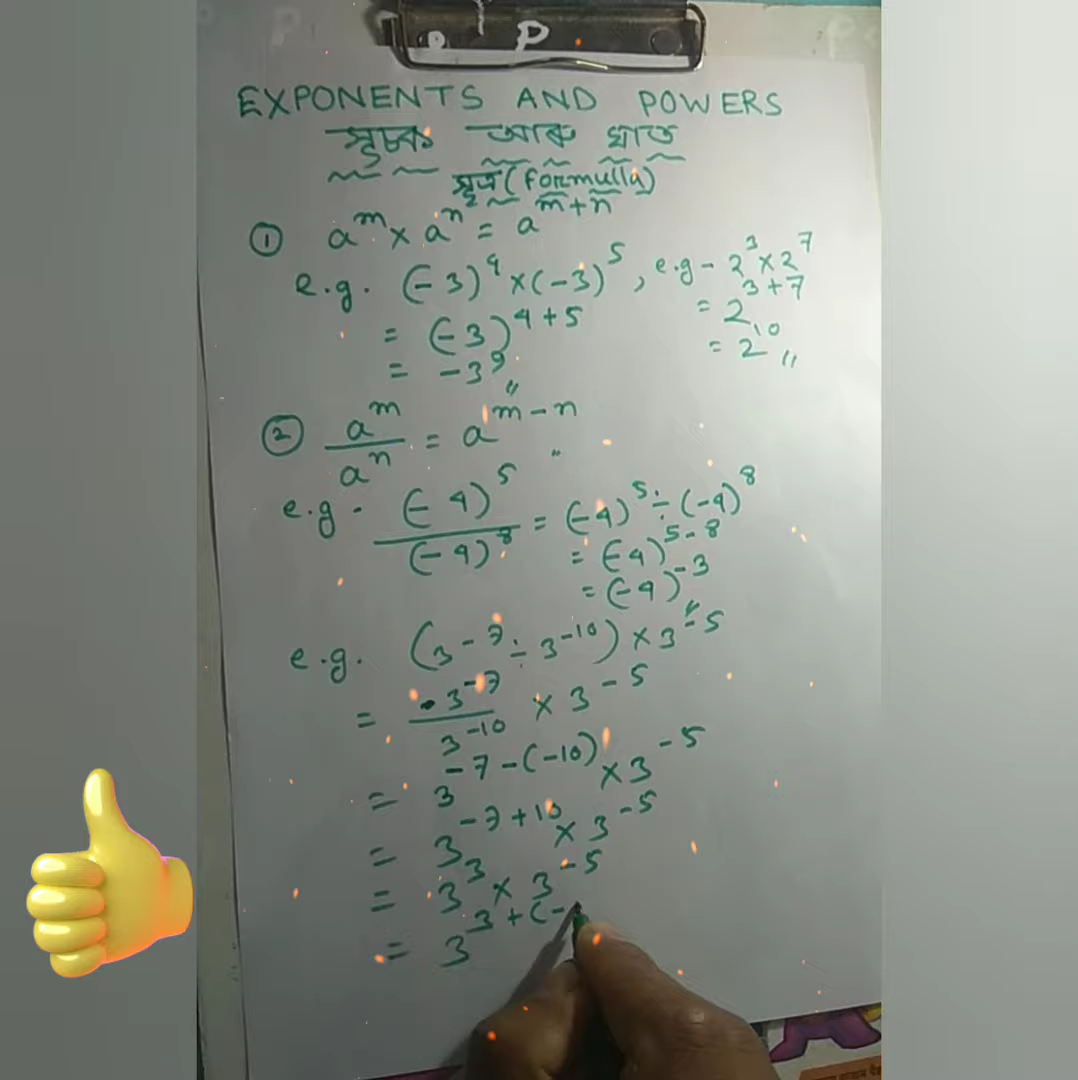 P
EXPONENTS AND POWERS
সূচক আৰু ঘাত
সূত্ৰ (formulla)
① a^m × a^n = a^m+n
e.g. (-3)^4 × (-3)^5 , e.g - 2^3 × 2^7
= (-3)^4+5 = 2^3+7
= -3^9 " = 2^10 "
② a^m / a^n = a^m-n "
e.g. (-4)^5 / (-4)^8 = (-4)^5 ÷ (-4)^8
= (-4)^5-8
= (-4)^-3 "
e.g. (3^-7 ÷ 3^-10) × 3^-5
= 3^-7 / 3^-10 × 3^-5
= 3^-7-(-10) × 3^-5
= 3^-7+10 × 3^-5
= 3^3 × 3^-5
= 3^3+(-